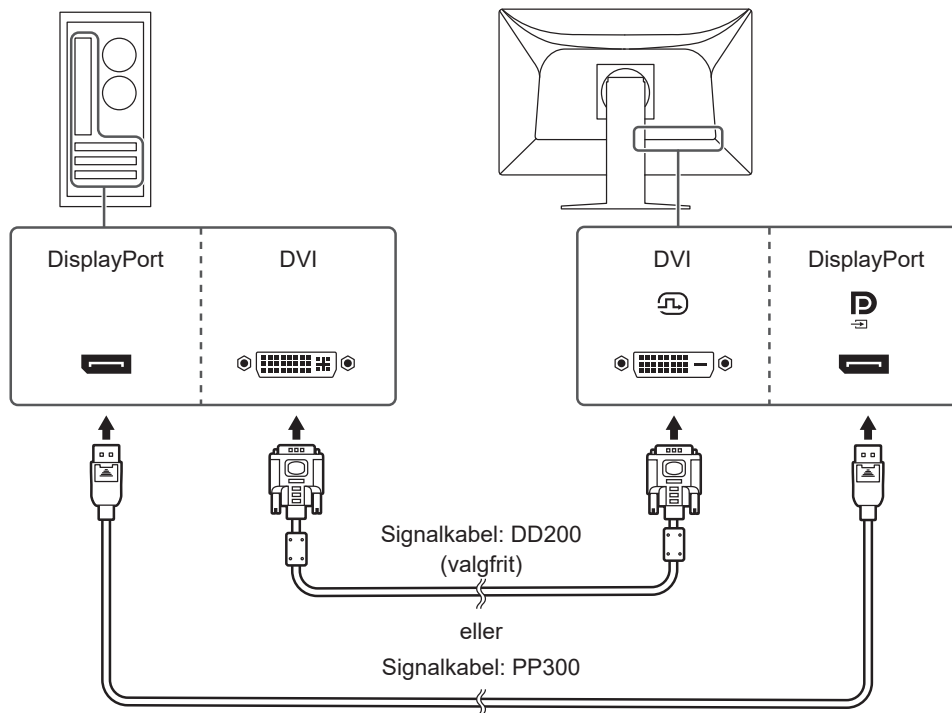 DisplayPort
DVI
DVI
DisplayPort
Signalkabel: DD200
(valgfrit)
eller
Signalkabel: PP300